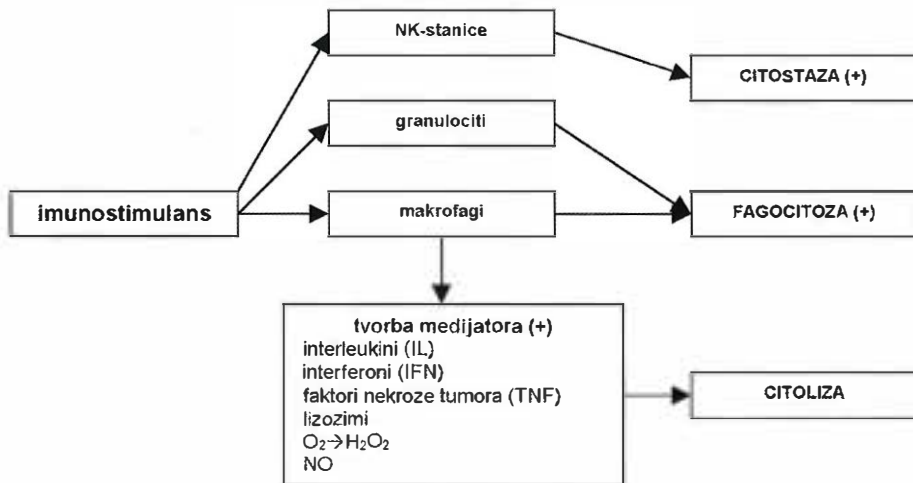 NK-stanice
CITOSTAZA (+)
granulociti
imunostimulans
makrofagi
FAGOCITOZA (+)
tvorba medijatora (+)
interleukini (IL)
interferoni (IFN)
faktori nekroze tumora (TNF)
lizozimi
O₂→H₂O₂
NO
CITOLIZA